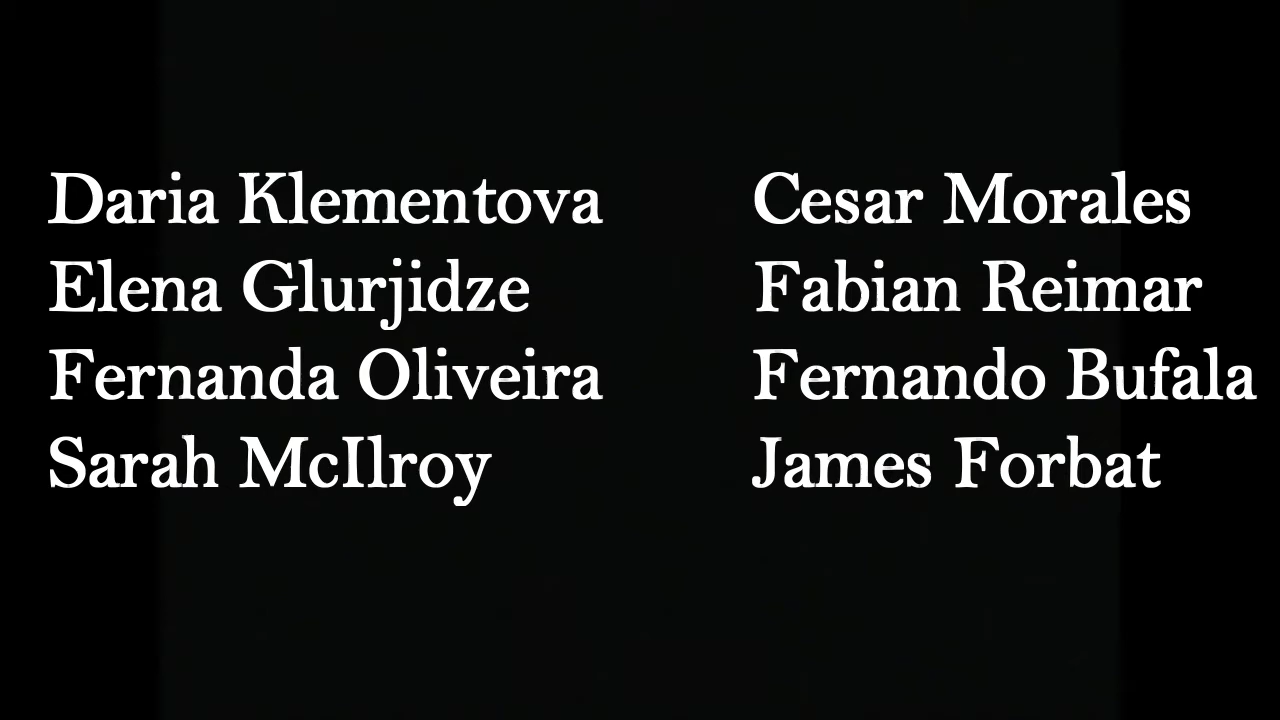 Daria Klementova
Elena Glurjidze
Fernanda Oliveira
Sarah McIlroy
Cesar Morales
Fabian Reimar
Fernando Bufala
James Forbat